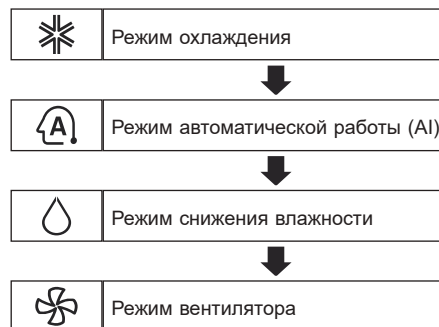 Режим охлаждения
A
Режим автоматической работы (AI)
Режим снижения влажности
Режим вентилятора